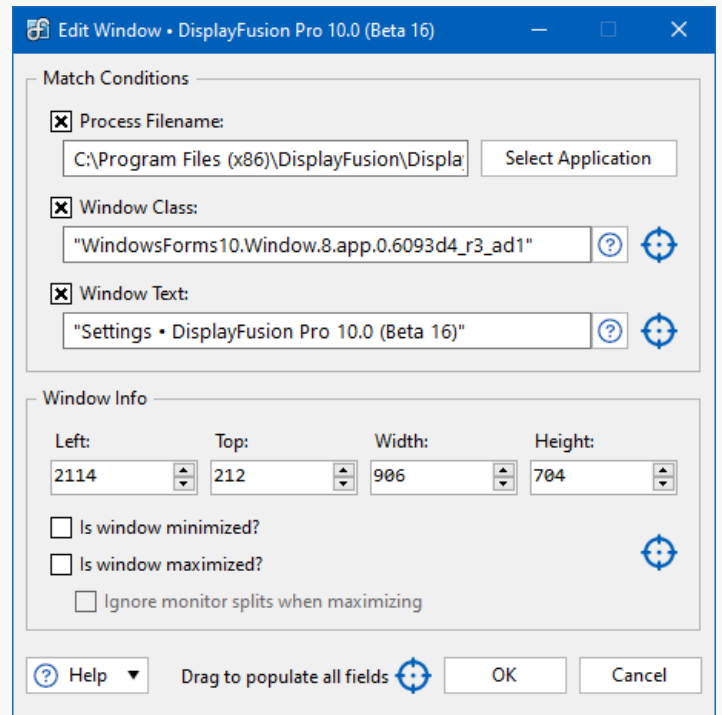 Edit Window • DisplayFusion Pro 10.0 (Beta 16)
Match Conditions
Process Filename:
C:\Program Files (x86)\DisplayFusion\Displa
Select Application
Window Class:
"WindowsForms10.Window.8.app.0.6093d4_r3_ad1"
Window Text:
"Settings • DisplayFusion Pro 10.0 (Beta 16)"
Window Info
Left: Top: Width: Height:
2114 212 906 704
Is window minimized?
Is window maximized?
Ignore monitor splits when maximizing
Help Drag to populate all fields OK Cancel